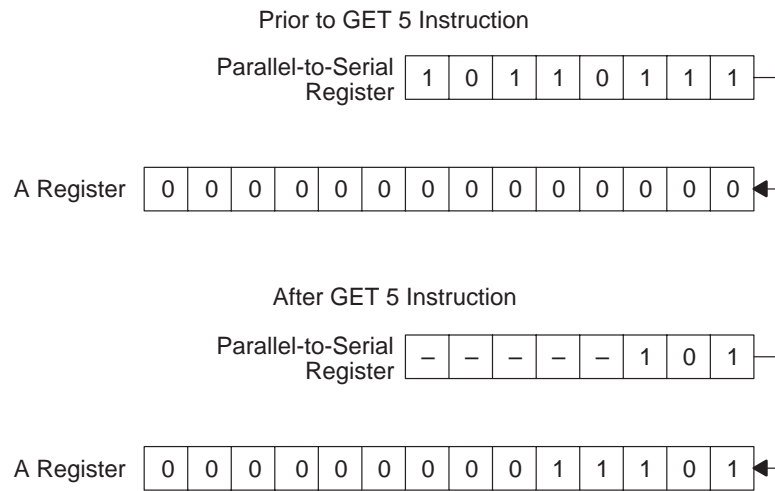 Prior to GET 5 Instruction
Parallel-to-Serial
Register
1 0 1 1 0 1 1 1
A Register 0 0 0 0 0 0 0 0 0 0 0 0 0 0
After GET 5 Instruction
Parallel-to-Serial
Register
– – – – – 1 0 1
A Register 0 0 0 0 0 0 0 0 0 1 1 1 0 1